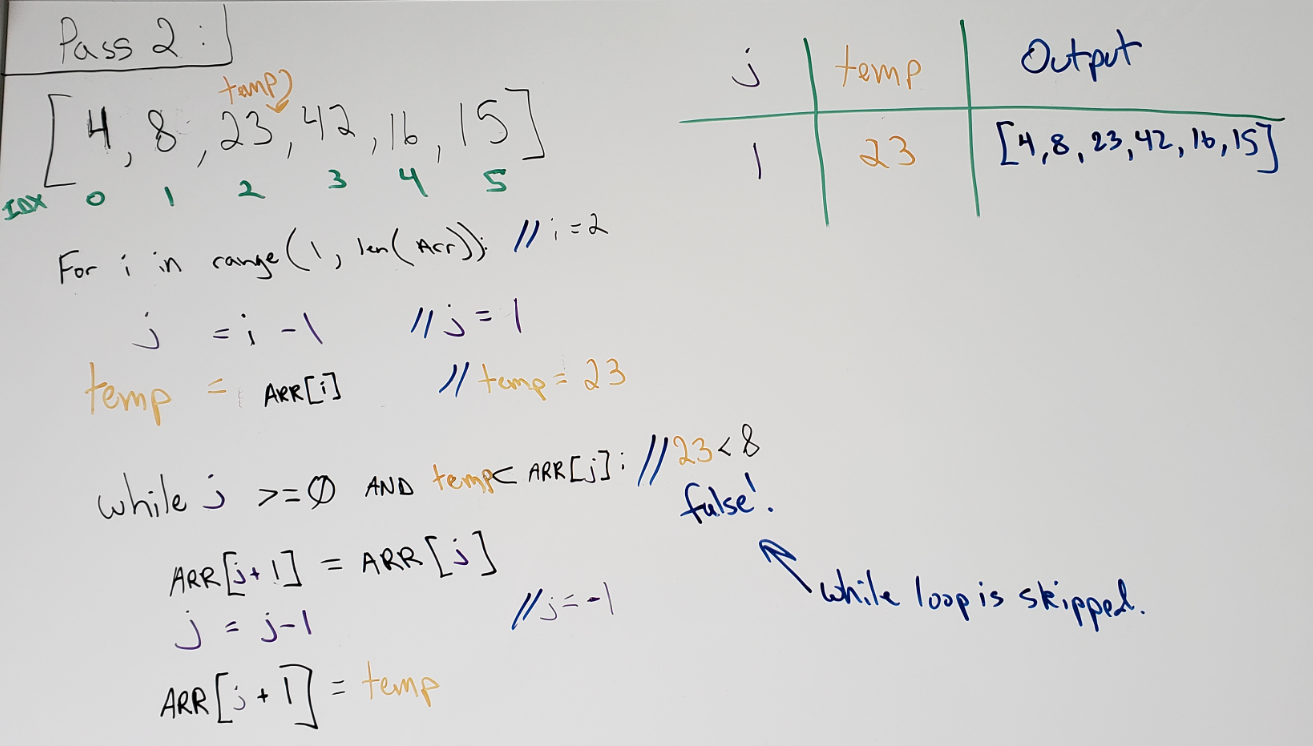 Pass 2:
temp
[4, 8, 23, 42, 16, 15]
IDX 0 1 2 3 4 5
For i in range(1, len(Arr)): // i = 2
j = i - 1 // j = 1
temp = ARR[i] // temp = 23
while j >= 0 AND temp < ARR[j]: // 23 < 8
false!
while loop is skipped.
ARR[j+1] = ARR[j]
j = j-1 // j = -1
ARR[j+1] = temp
j temp Output
1 23 [4, 8, 23, 42, 16, 15]